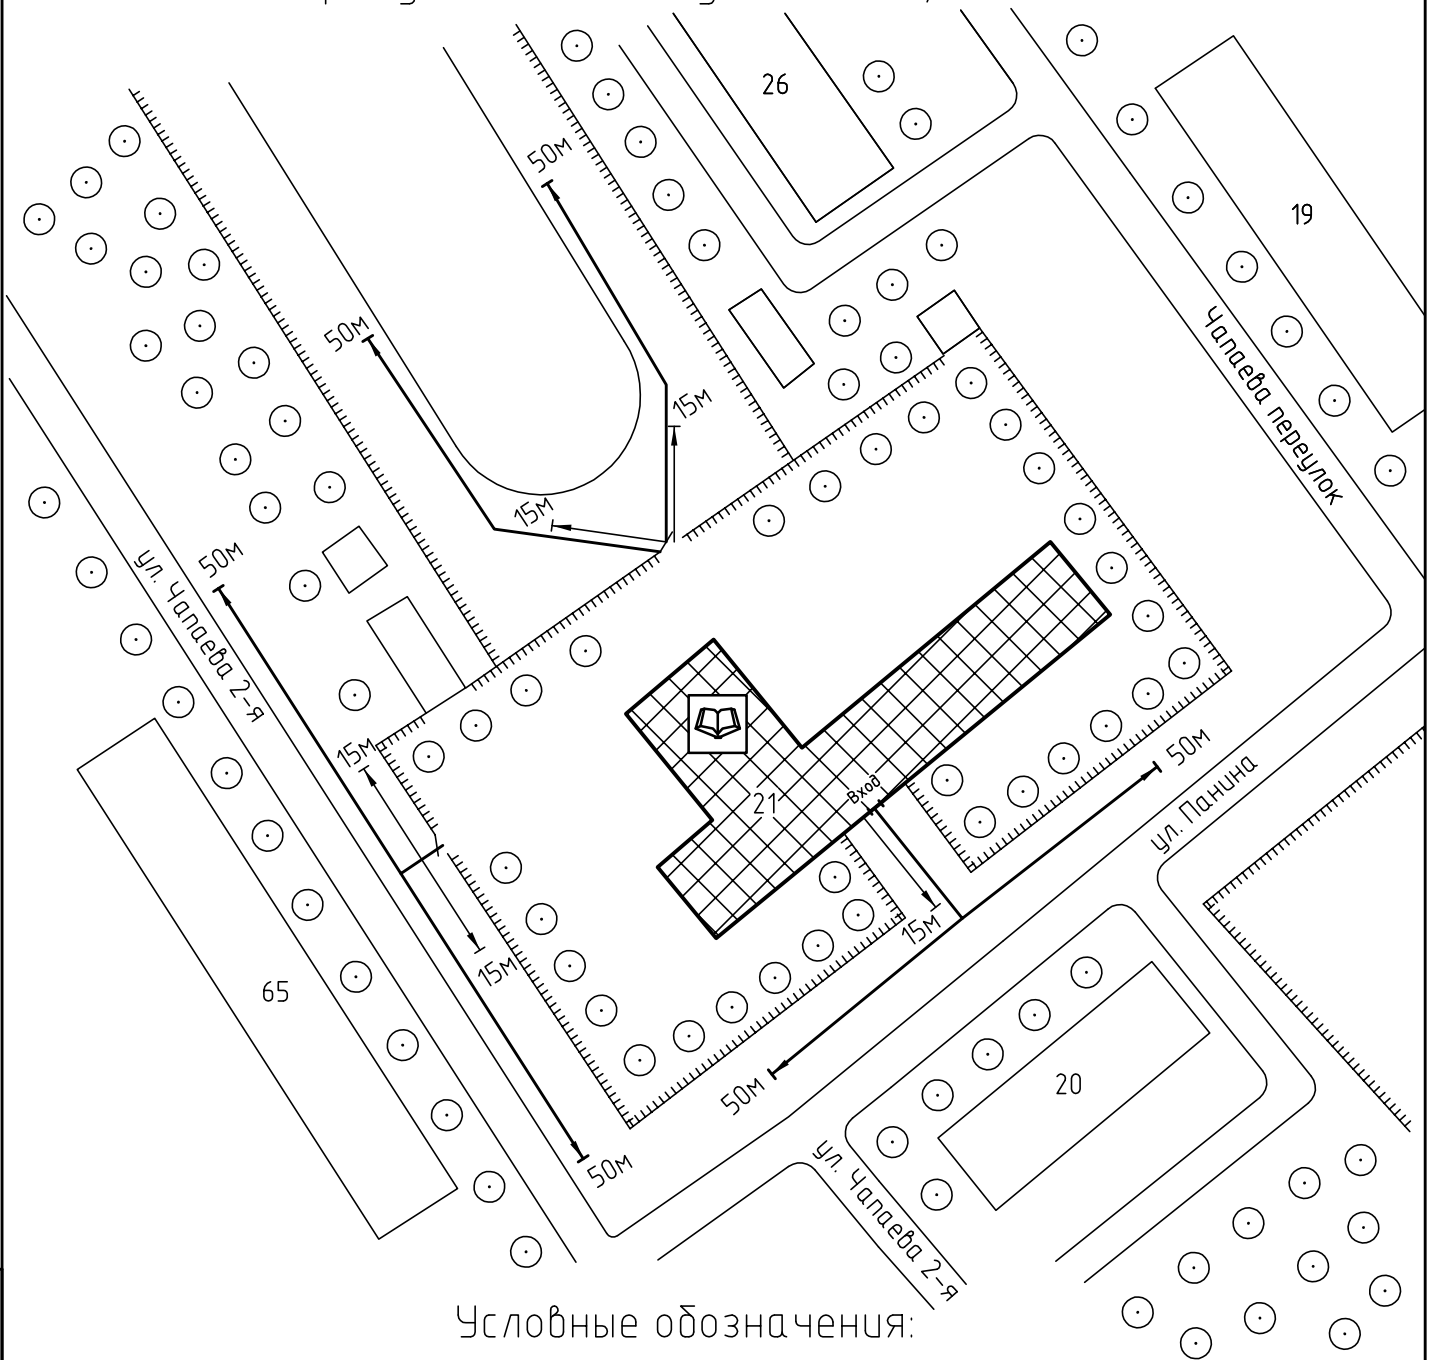 26
50м
19
50м
15м
Чапаева переулок
15м
50м
ул. Чапаева 2-я
15м
50м
21
Вход
ул. Панина
15м
15м
65
50м
20
50м
ул. Чапаева 2-я
Условные обозначения: